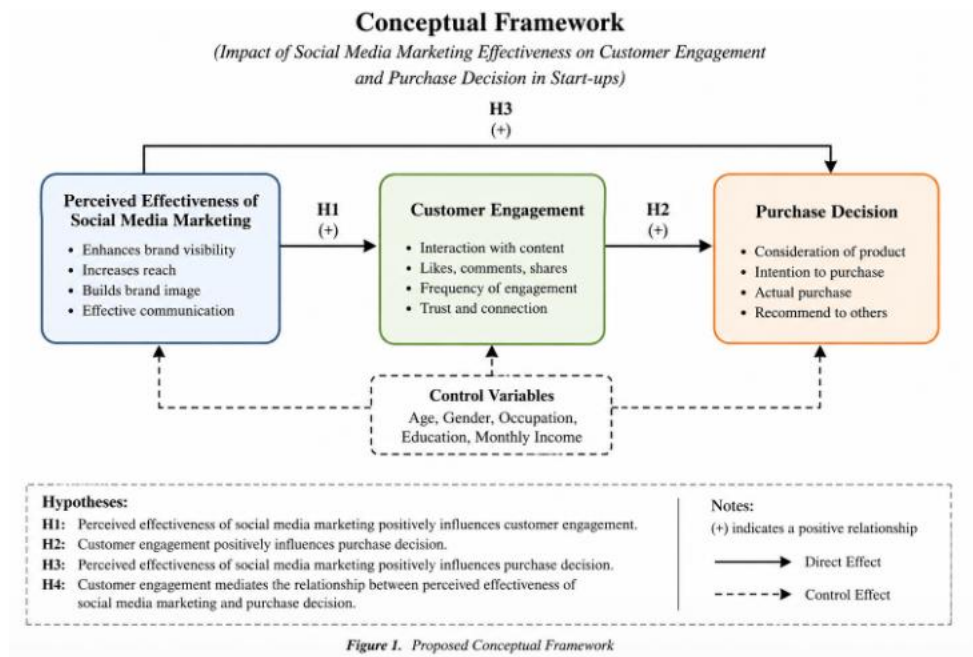 Conceptual Framework
(Impact of Social Media Marketing Effectiveness on Customer Engagement
and Purchase Decision in Start-ups)
H3
(+)
Perceived Effectiveness of
Social Media Marketing
• Enhances brand visibility
• Increases reach
• Builds brand image
• Effective communication
H1
(+)
Customer Engagement
• Interaction with content
• Likes, comments, shares
• Frequency of engagement
• Trust and connection
H2
(+)
Purchase Decision
• Consideration of product
• Intention to purchase
• Actual purchase
• Recommend to others
Control Variables
Age, Gender, Occupation,
Education, Monthly Income
Hypotheses:
H1: Perceived effectiveness of social media marketing positively influences customer engagement.
H2: Customer engagement positively influences purchase decision.
H3: Perceived effectiveness of social media marketing positively influences purchase decision.
H4: Customer engagement mediates the relationship between perceived effectiveness of
social media marketing and purchase decision.
Notes:
(+) indicates a positive relationship
Direct Effect
Control Effect
Figure 1. Proposed Conceptual Framework